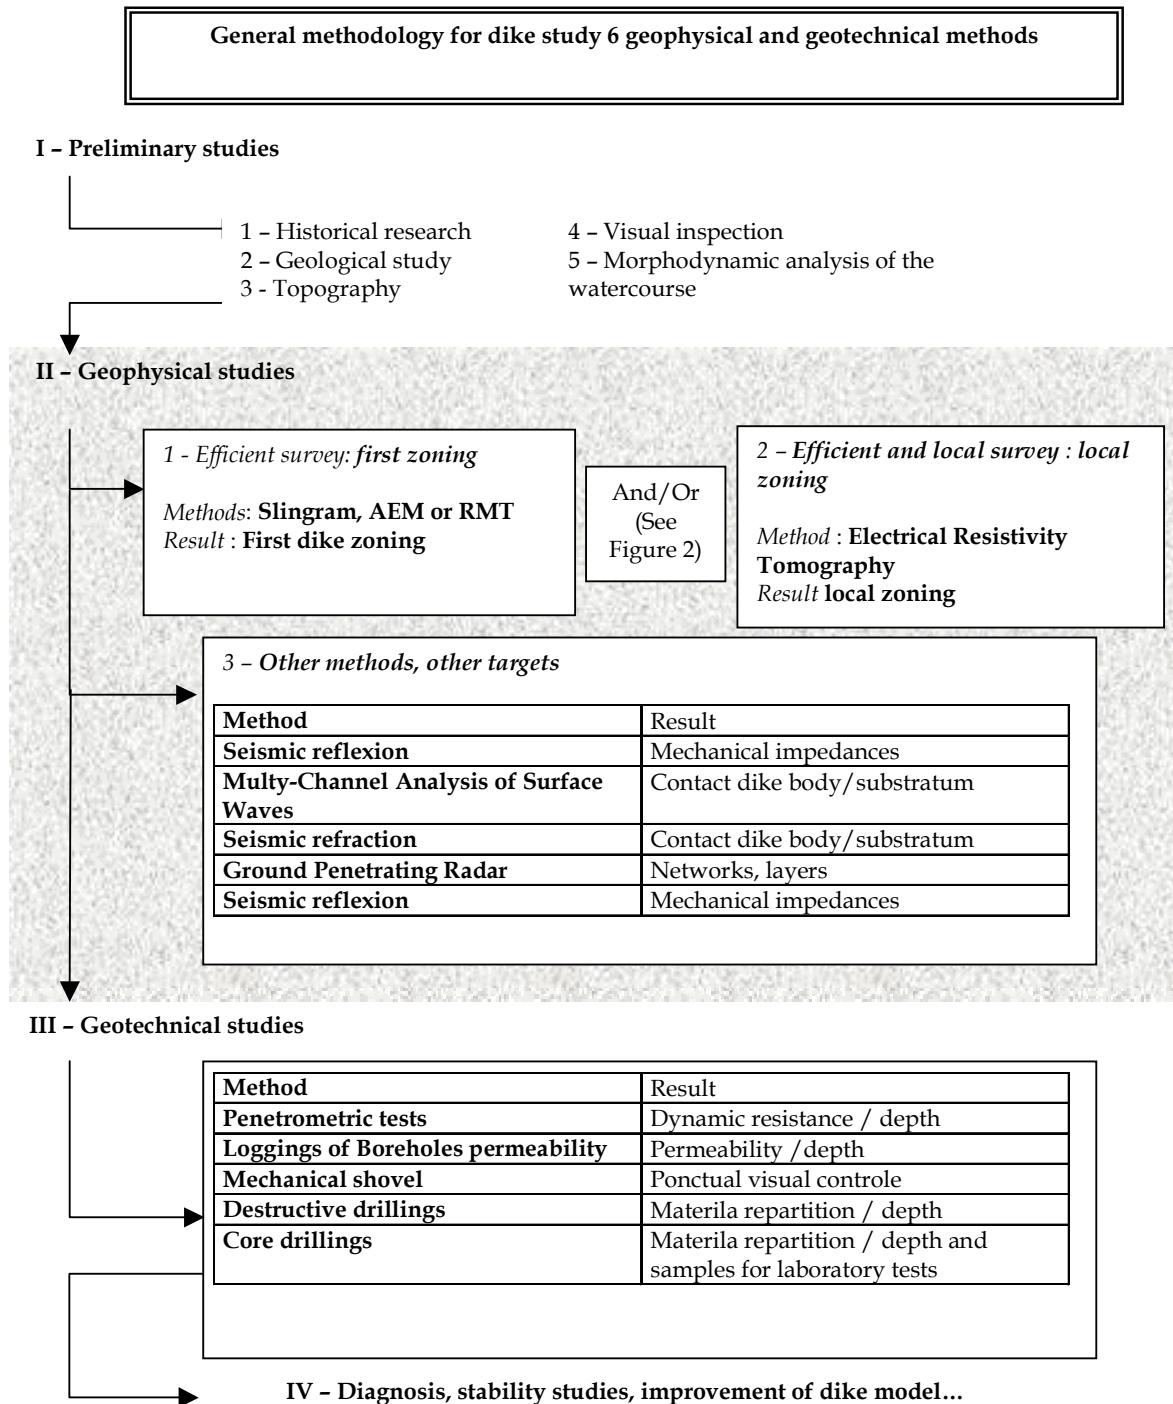 General methodology for dike study 6 geophysical and geotechnical methods
I – Preliminary studies
1 – Historical research
2 – Geological study
3 - Topography
4 – Visual inspection
5 – Morphodynamic analysis of the
watercourse
II – Geophysical studies
1 - Efficient survey: first zoning
Methods: Slingram, AEM or RMT
Result : First dike zoning
And/Or
(See
Figure 2)
2 – Efficient and local survey : local
zoning
Method : Electrical Resistivity
Tomography
Result local zoning
3 – Other methods, other targets
Method Result
Seismic reflexion Mechanical impedances
Multy-Channel Analysis of Surface Contact dike body/substratum
Waves
Seismic refraction Contact dike body/substratum
Ground Penetrating Radar Networks, layers
Seismic reflexion Mechanical impedances
III – Geotechnical studies
Method Result
Penetrometric tests Dynamic resistance / depth
Loggings of Boreholes permeability Permeability /depth
Mechanical shovel Ponctual visual controle
Destructive drillings Materila repartition / depth
Core drillings Materila repartition / depth and
samples for laboratory tests
IV – Diagnosis, stability studies, improvement of dike model…